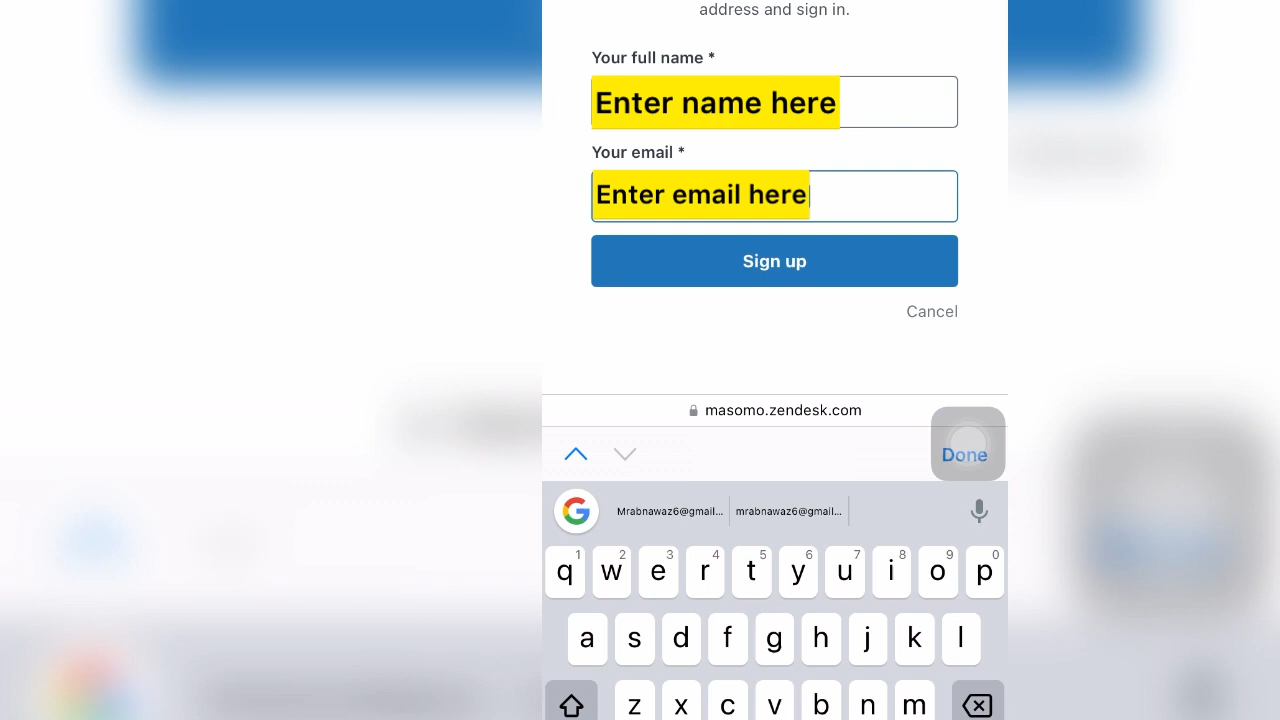 address and sign in.
Your full name *
Enter name here
Your email *
Enter email here
Sign up
Cancel
masomo.zendesk.com
Done
G Mrabnawaz6@gmail... mrabnawaz6@gmail...
1 2 3 4 5 6 7 8 9 0
q w e r t y u i o p
a s d f g h j k l
z x c v b n m